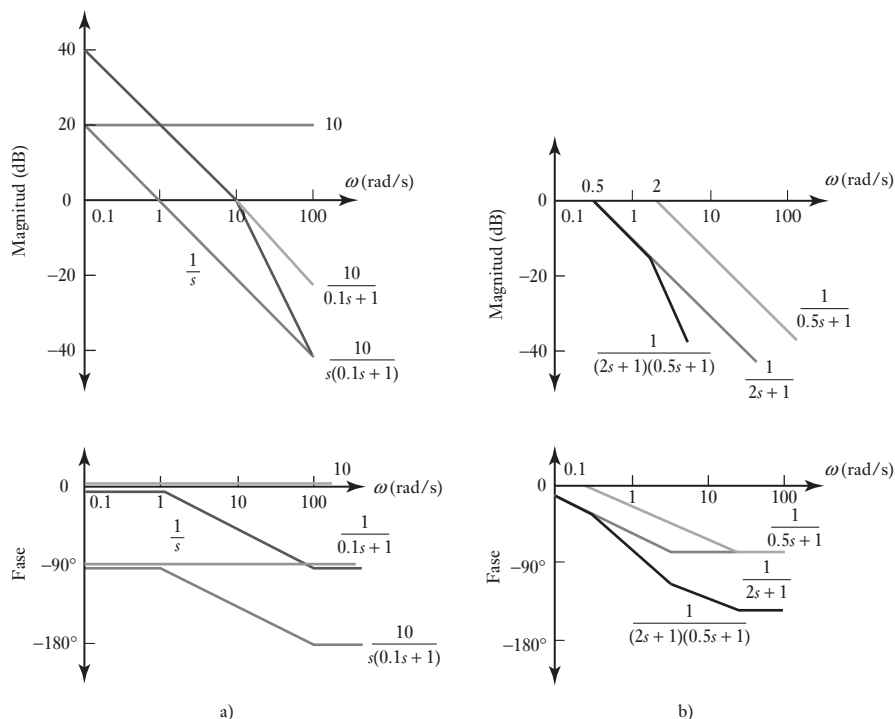 40
20
0
−20
−40
Magnitud (dB)
0.1
1
10
100
ω (rad/s)
10
1/s
10/(0.1s + 1)
10/(s(0.1s + 1))
0
−20
−40
Magnitud (dB)
0.5
2
0.1
1
10
100
ω (rad/s)
1/(0.5s + 1)
1/((2s + 1)(0.5s + 1))
1/(2s + 1)
0
−90°
−180°
Fase
10
0.1
1
10
100
ω (rad/s)
1/s
1/(0.1s + 1)
10/(s(0.1s + 1))
a)
0
−90°
−180°
Fase
0.1
1
10
100
ω (rad/s)
1/(0.5s + 1)
1/(2s + 1)
1/((2s + 1)(0.5s + 1))
b)